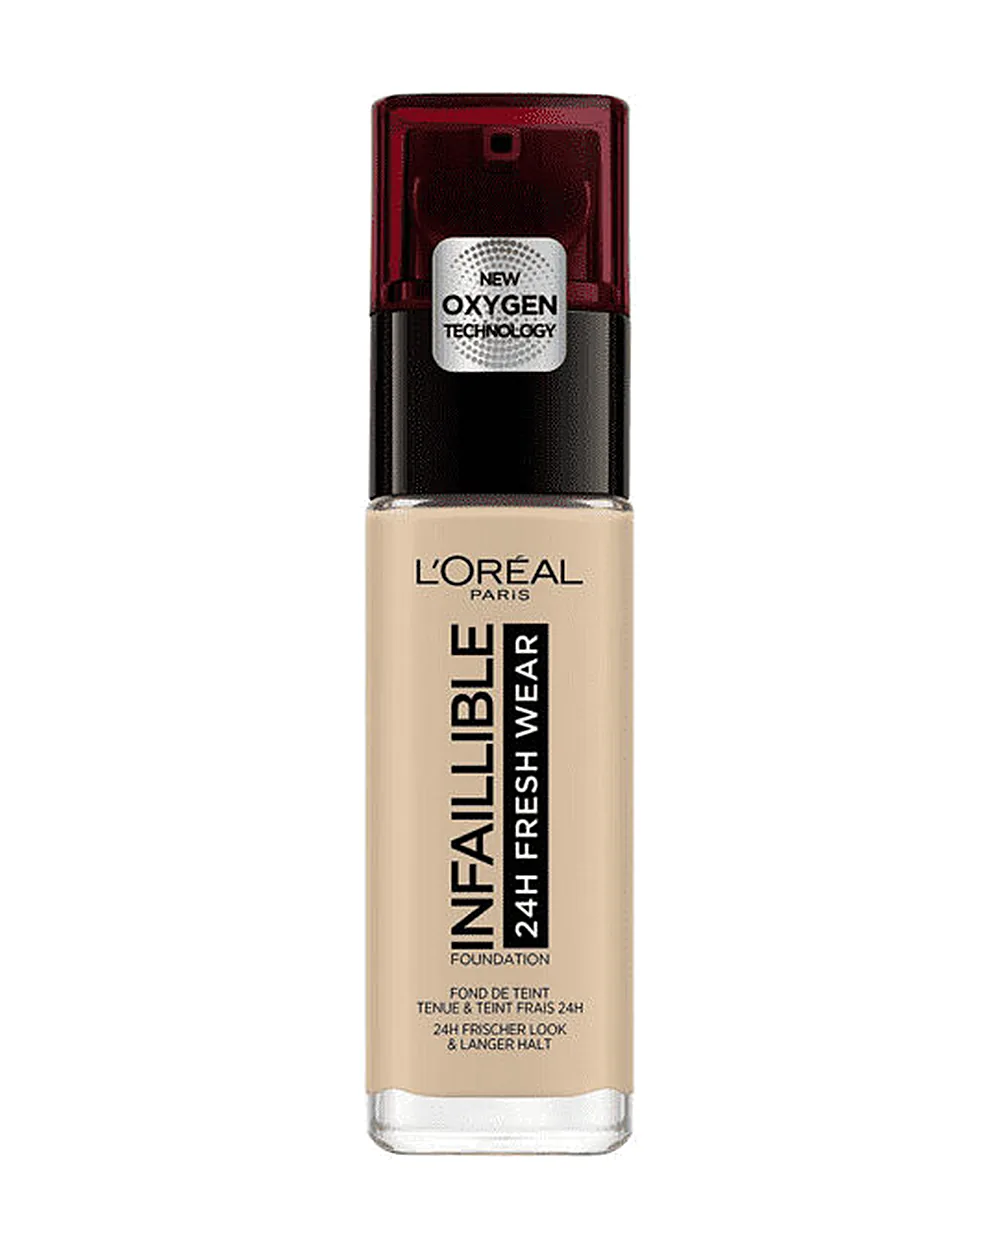 NEW
OXYGEN
TECHNOLOGY
L'ORÉAL
PARIS
INFAILLIBLE
24H FRESH WEAR
FOUNDATION
FOND DE TEINT
TENUE & TEINT FRAIS 24H
24H FRISCHER LOOK
& LANGER HALT